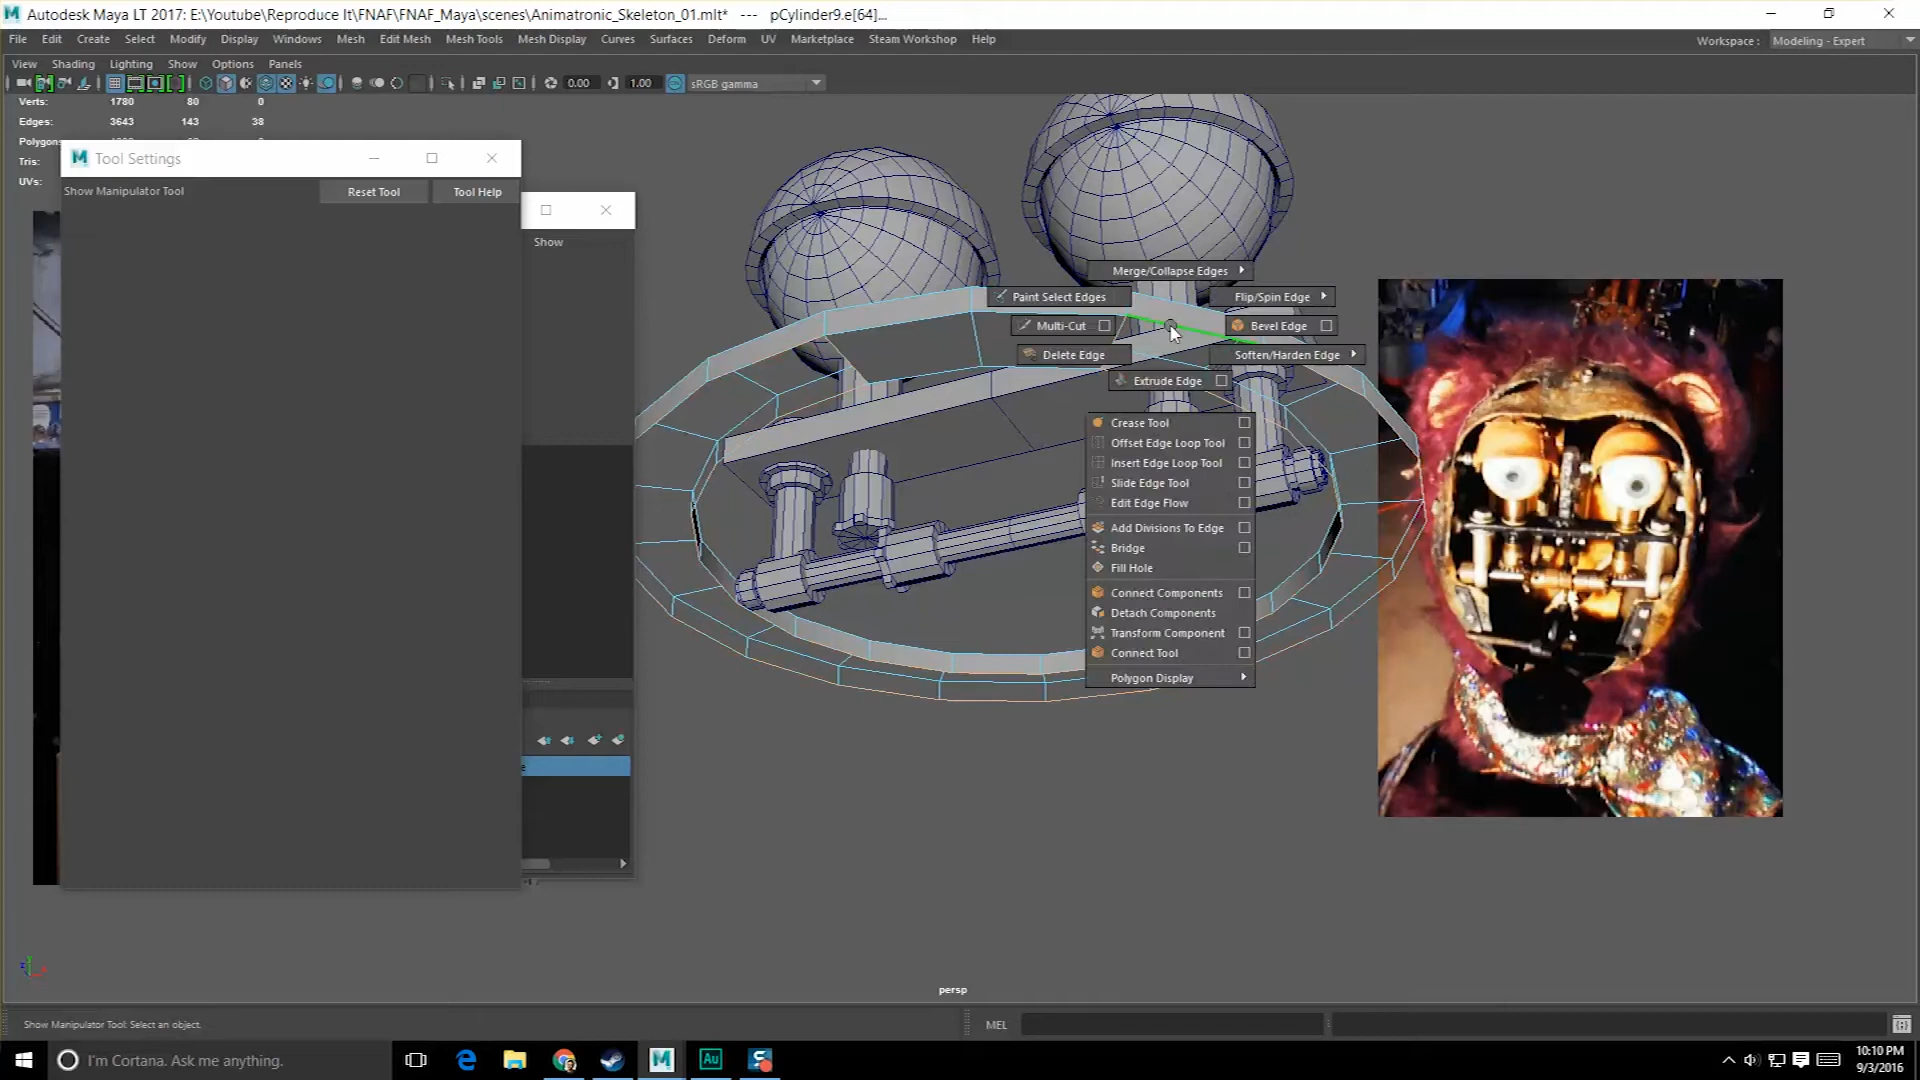 Autodesk Maya LT 2017: E:\Youtube\Reproduce It\FNAF\FNAF_Maya\scenes\Animatronic_Skeleton_01.mlt* --- pCylinder9.e[64]...
File Edit Create Select Modify Display Windows Mesh Edit Mesh Mesh Tools Mesh Display Curves Surfaces Deform UV Marketplace Steam Workshop Help
Workspace : Modeling - Expert
View Shading Lighting Show Options Panels
0.00 1.00 sRGB gamma
Verts: 1780 80 0
Edges: 3643 143 38
Polygons
Tris:
UVs:
Tool Settings
Show Manipulator Tool Reset Tool Tool Help
Show
Merge/Collapse Edges
Paint Select Edges Flip/Spin Edge
Multi-Cut Bevel Edge
Delete Edge Soften/Harden Edge
Extrude Edge
Crease Tool
Offset Edge Loop Tool
Insert Edge Loop Tool
Slide Edge Tool
Edit Edge Flow
Add Divisions To Edge
Bridge
Fill Hole
Connect Components
Detach Components
Transform Component
Connect Tool
Polygon Display
persp
Show Manipulator Tool: Select an object.
MEL
I'm Cortana. Ask me anything.
Au
10:10 PM
9/3/2016